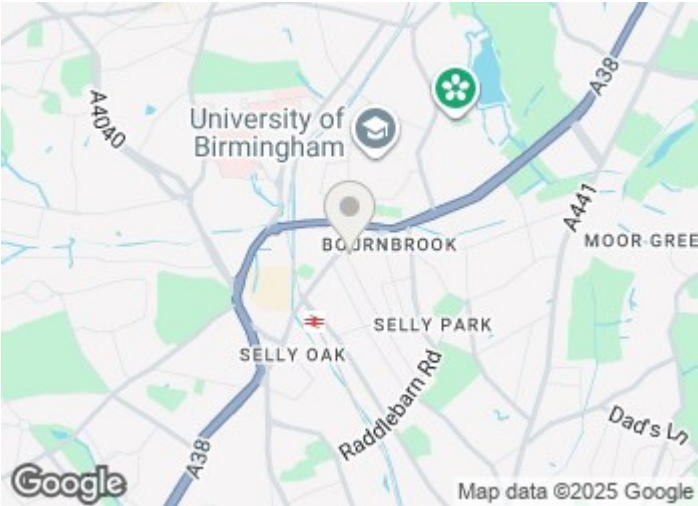 A38
A4040
University of
Birmingham
A441
BOURNBROOK
MOOR GREE
SELLY PARK
SELLY OAK
Raddlebarn Rd
Dad's Ln
A38
Google
Map data ©2025 Google